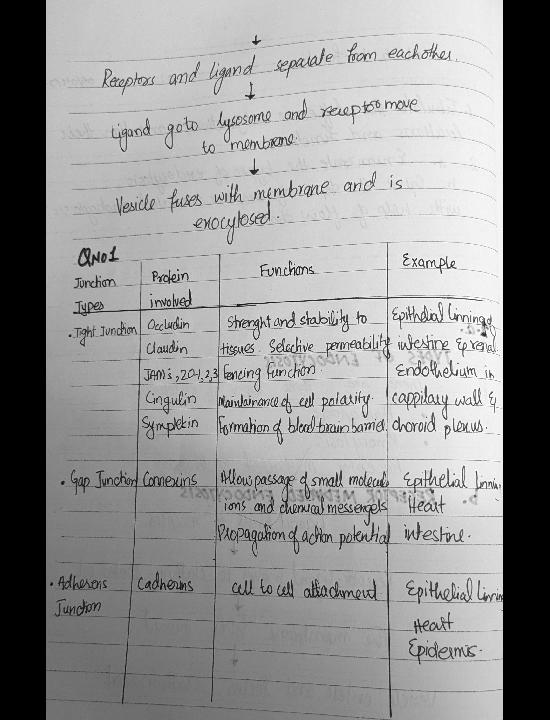 Receptors and ligand separate from eachother.
ligand goto lysosome and receptor move
to membrane.
Vesicle fuses with membrane and is
exocytosed.
QNo1
Junction Types | Protein involved | Functions | Example
• Tight Junction | Occludin | Strenght and stability to | Epithelial linning of
Claudin | tissues. Selective permeability | intestine & renal
JAM's, ZO-1,2,3 | Fencing function | Endothelium in
Cingulin | Maintainance of cell polarity. | cappilary wall &
Symplekin | Formation of blood brain barrier. | choroid plexus.
• Gap Junction | Connexins | Allow passage of small molecules | Epithelial linnin
ions and chemical messengers | Heart
Propagation of action potential | intestine.
• Adherens | Cadherins | cell to cell attachment | Epithelial linnin
Junction | Heart
Epidermis.